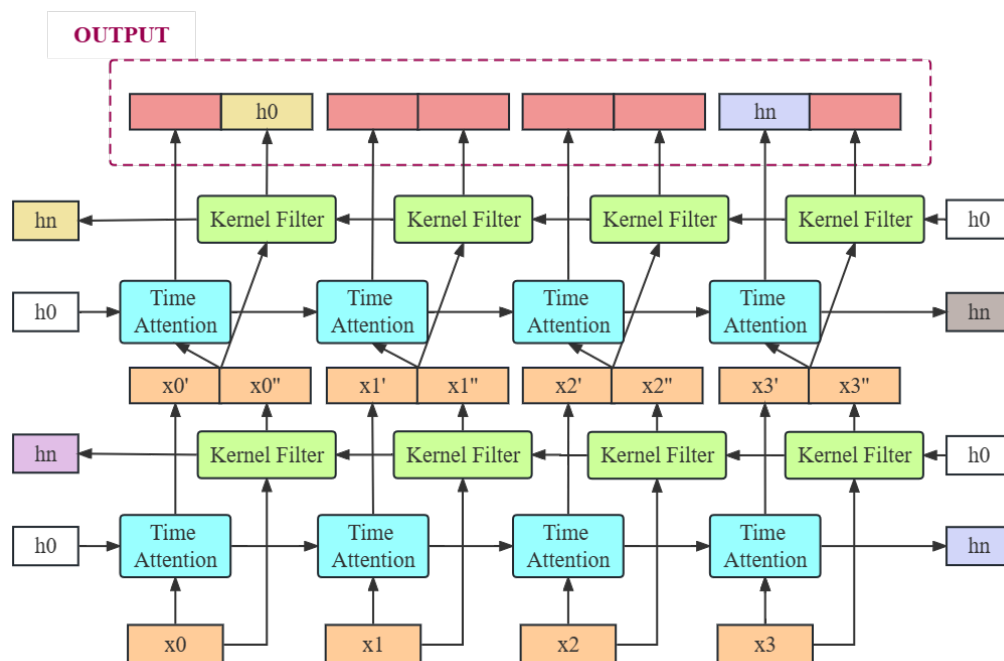 OUTPUT
h0 hn
Kernel Filter Kernel Filter Kernel Filter Kernel Filter
hn h0
Time Attention Time Attention Time Attention Time Attention
h0 hn
x0' x0" x1' x1" x2' x2" x3' x3"
Kernel Filter Kernel Filter Kernel Filter Kernel Filter
hn h0
Time Attention Time Attention Time Attention Time Attention
h0 hn
x0 x1 x2 x3